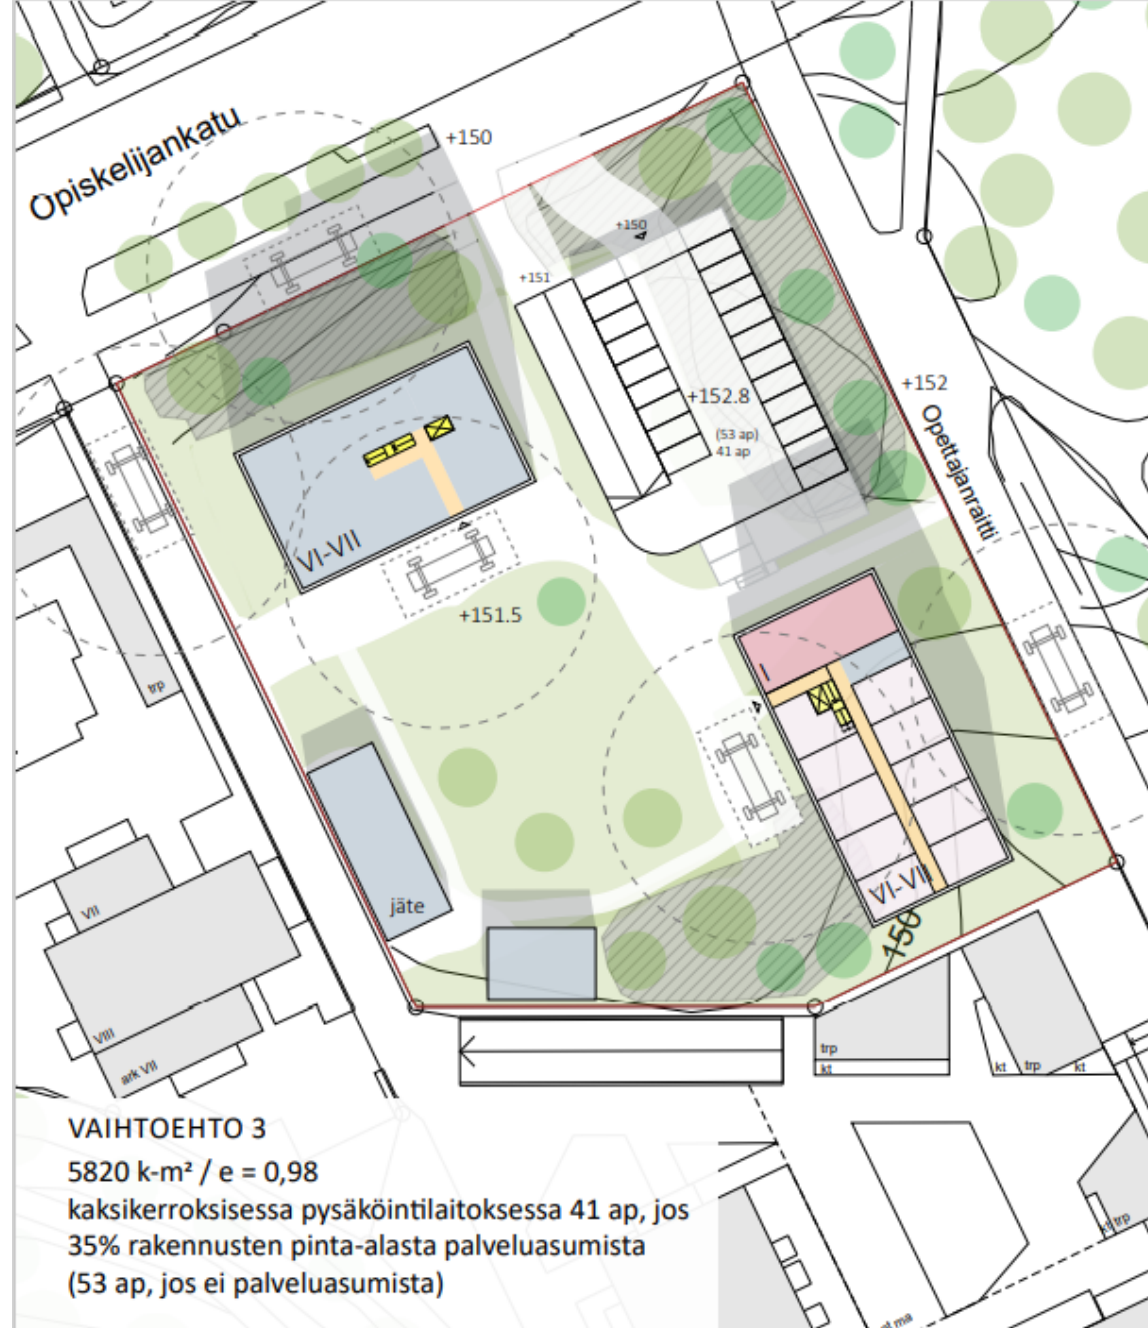 Opiskelijankatu
+150
+150
+151
+152
+152.8
(53 ap)
41 ap
Opettajanraitti
VI-VII
+151.5
trp
I
jäte
VI-VII
150
VII
VIII
ark VII
trp
kt
kt
trp
kt
VAIHTOEHTO 3
5820 k-m² / e = 0,98
kaksikerroksisessa pysäköintilaitoksessa 41 ap, jos
35% rakennusten pinta-alasta palveluasumista
(53 ap, jos ei palveluasumista)
kt trp
ma